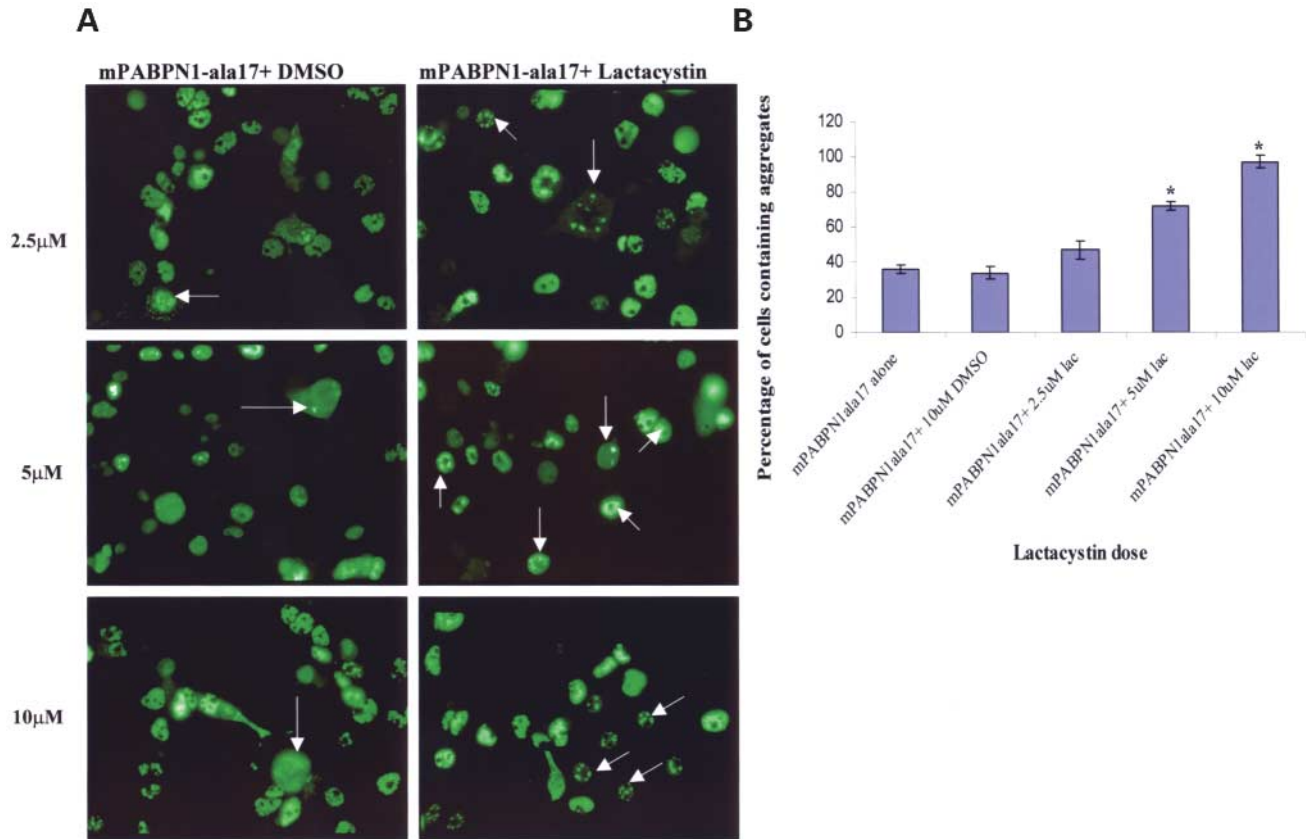 A
mPABPN1-ala17+ DMSO
mPABPN1-ala17+ Lactacystin
2.5µM
5µM
10µM
B
Percentage of cells containing aggregates
120
100
80
60
40
20
0
*
*
mPABPN1ala17 alone
mPABPN1ala17+ 10uM DMSO
mPABPN1ala17+ 2.5uM lac
mPABPN1ala17+ 5uM lac
mPABPN1ala17+ 10uM lac
Lactacystin dose